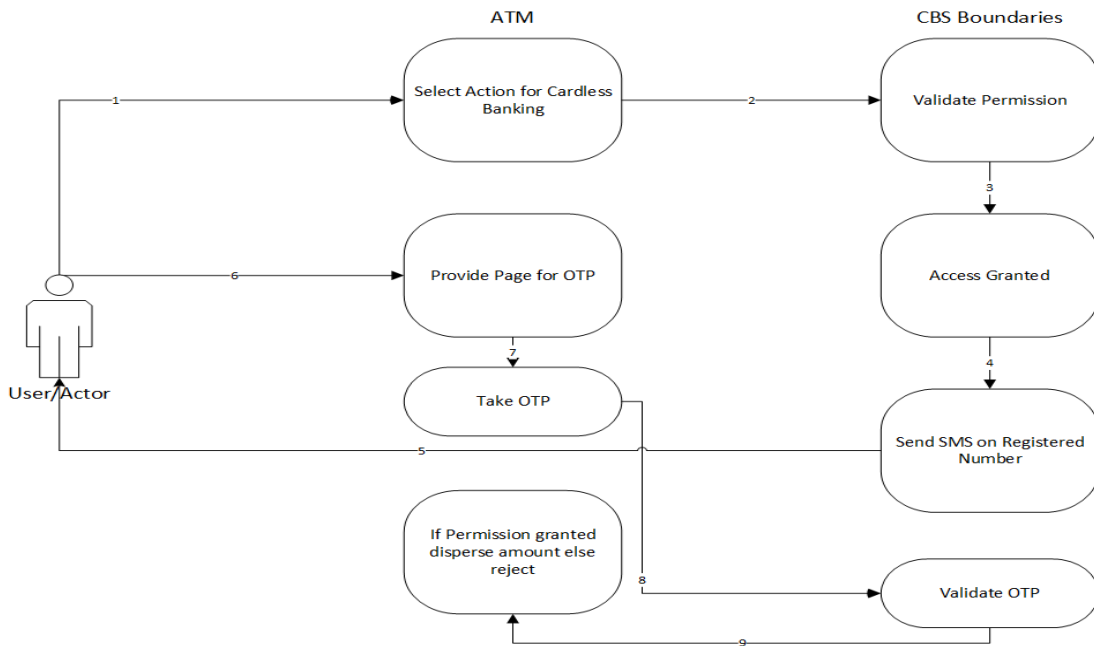 ATM
CBS Boundaries
Select Action for Cardless
Banking
Validate Permission
1
2
3
Provide Page for OTP
Access Granted
6
7
4
User/Actor
Take OTP
Send SMS on Registered
Number
5
If Permission granted
disperse amount else
reject
8
Validate OTP
9